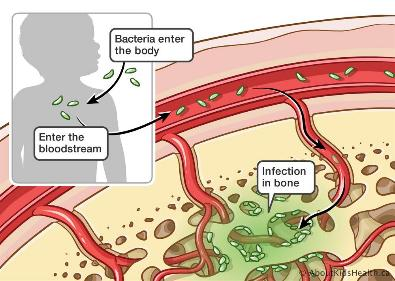 Bacteria enter
the body
Enter the
bloodstream
Infection
in bone
© AboutKidsHealth.ca